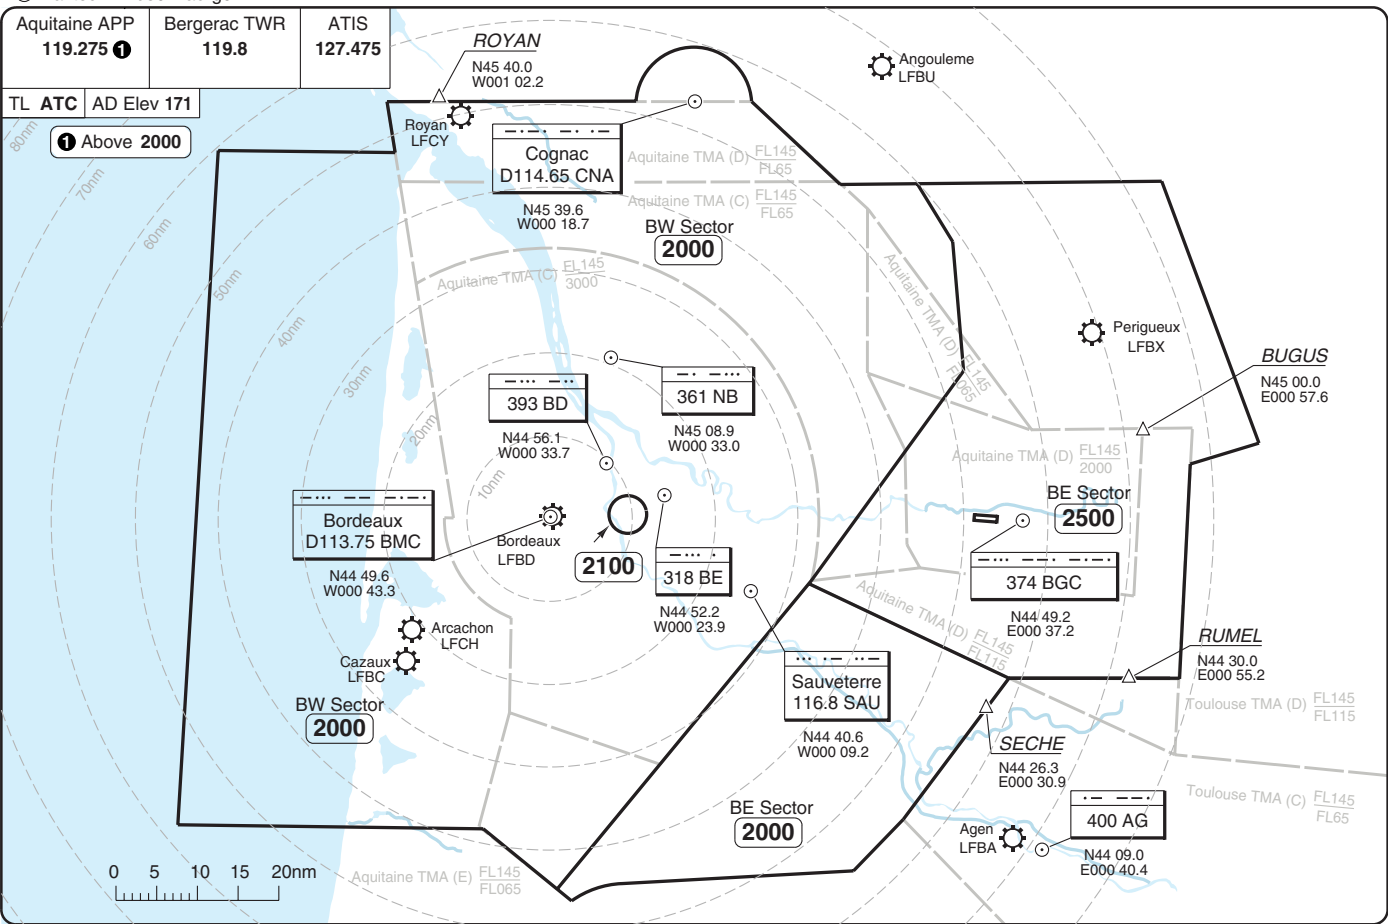 Aquitaine APP
119.275 ❶
Bergerac TWR
119.8
ATIS
127.475
TL ATC
AD Elev 171
❶ Above 2000
ROYAN
N45 40.0
W001 02.2
Royan
LFCY
Angouleme
LFBU
Cognac
D114.65 CNA
N45 39.6
W000 18.7
Aquitaine TMA (D) FL145
FL65
Aquitaine TMA (C) FL145
FL65
BW Sector
2000
80nm
70nm
60nm
50nm
40nm
30nm
20nm
10nm
Aquitaine TMA (C) FL145
3000
Aquitaine TMA (D) FL145
FL065
Perigueux
LFBX
BUGUS
N45 00.0
E000 57.6
393 BD
N44 56.1
W000 33.7
361 NB
N45 08.9
W000 33.0
Aquitaine TMA (D) FL145
2000
BE Sector
2500
Bordeaux
D113.75 BMC
N44 49.6
W000 43.3
Bordeaux
LFBD
2100
318 BE
N44 52.2
W000 23.9
374 BGC
N44 49.2
E000 37.2
Aquitaine TMA (D) FL145
FL115
Arcachon
LFCH
Cazaux
LFBC
BW Sector
2000
Sauveterre
116.8 SAU
N44 40.6
W000 09.2
RUMEL
N44 30.0
E000 55.2
Toulouse TMA (D) FL145
FL115
SECHE
N44 26.3
E000 30.9
Toulouse TMA (C) FL145
FL65
BE Sector
2000
Agen
LFBA
400 AG
N44 09.0
E000 40.4
Aquitaine TMA (E) FL145
FL065
0 5 10 15 20nm